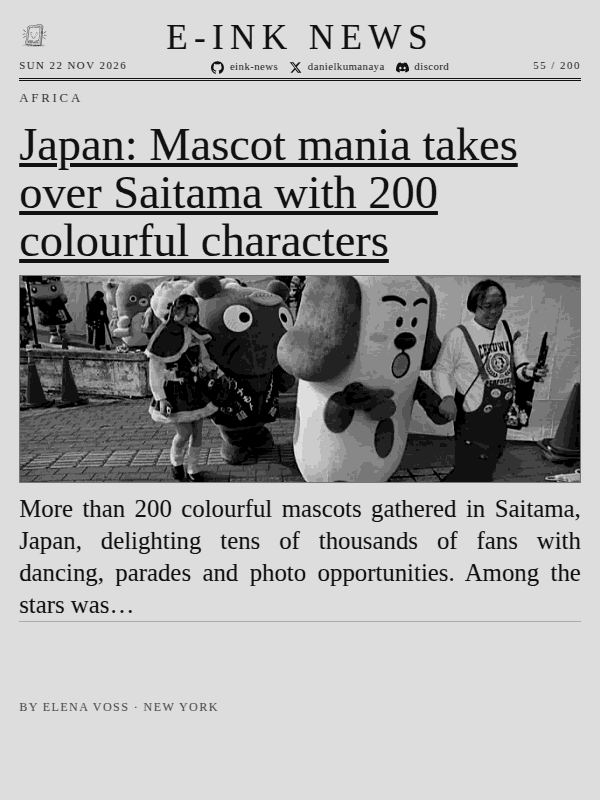 E-INK NEWS
SUN 22 NOV 2026
eink-news danielkumanaya discord
55 / 200
AFRICA
Japan: Mascot mania takes
over Saitama with 200
colourful characters
More than 200 colourful mascots gathered in Saitama,
Japan, delighting tens of thousands of fans with
dancing, parades and photo opportunities. Among the
stars was…
BY ELENA VOSS · NEW YORK